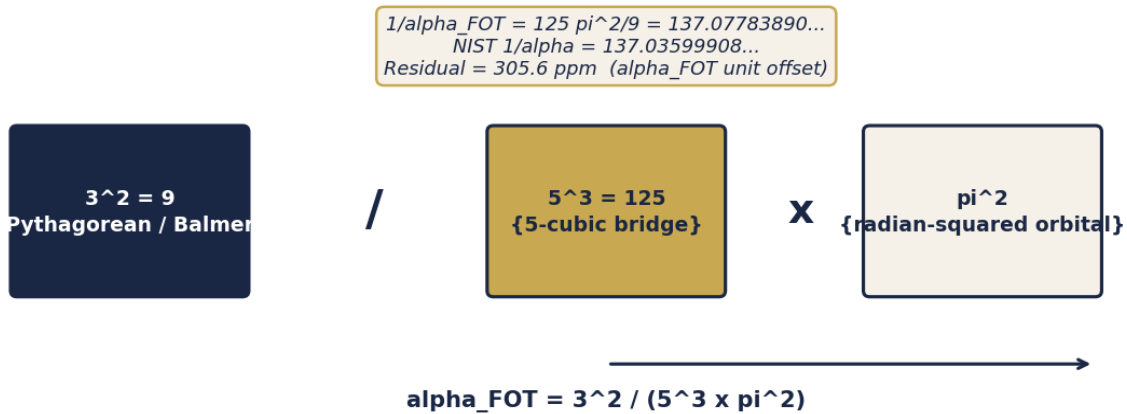 1/alpha_FOT = 125 pi^2/9 = 137.07783890...
NIST 1/alpha = 137.03599908...
Residual = 305.6 ppm  (alpha_FOT unit offset)
3^2 = 9
Pythagorean / Balmer
/
5^3 = 125
{5-cubic bridge}
x
pi^2
{radian-squared orbital}
alpha_FOT = 3^2 / (5^3 x pi^2)